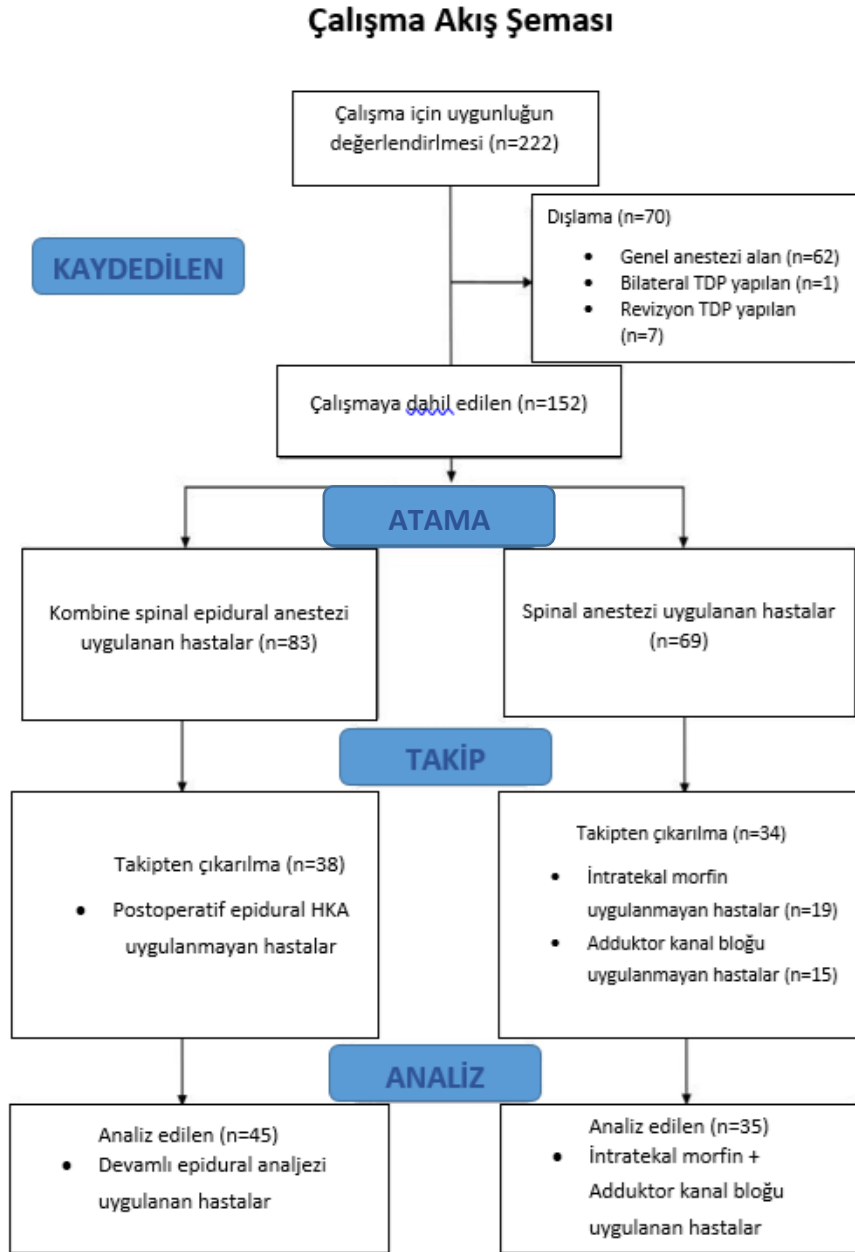 Çalışma Akış Şeması
Çalışma için uygunluğun
değerlendirilmesi (n=222)
Dışlama (n=70)
• Genel anestezi alan (n=62)
• Bilateral TDP yapılan (n=1)
• Revizyon TDP yapılan
(n=7)
KAYDEDİLEN
Çalışmaya dahil edilen (n=152)
ATAMA
Kombine spinal epidural anestezi
uygulanan hastalar (n=83)
Spinal anestezi uygulanan hastalar
(n=69)
TAKİP
Takipten çıkarılma (n=38)
• Postoperatif epidural HKA
uygulanmayan hastalar
Takipten çıkarılma (n=34)
• İntratekal morfin
uygulanmayan hastalar (n=19)
• Adduktor kanal bloğu
uygulanmayan hastalar (n=15)
ANALİZ
Analiz edilen (n=45)
• Devamlı epidural analjezi
uygulanan hastalar
Analiz edilen (n=35)
• İntratekal morfin +
Adduktor kanal bloğu
uygulanan hastalar